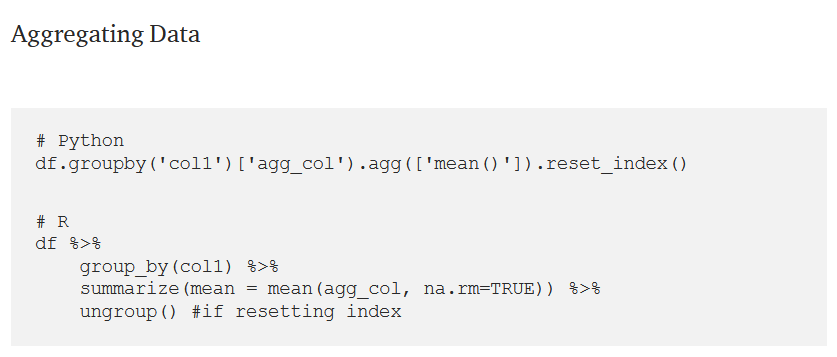 Aggregating Data
# Python
df.groupby('col1')['agg_col').agg(['mean()']).reset_index()
# R
df %>%
group_by(col1) %>%
summarize(mean = mean(agg_col, na.rm=TRUE)) %>%
ungroup() #if resetting index